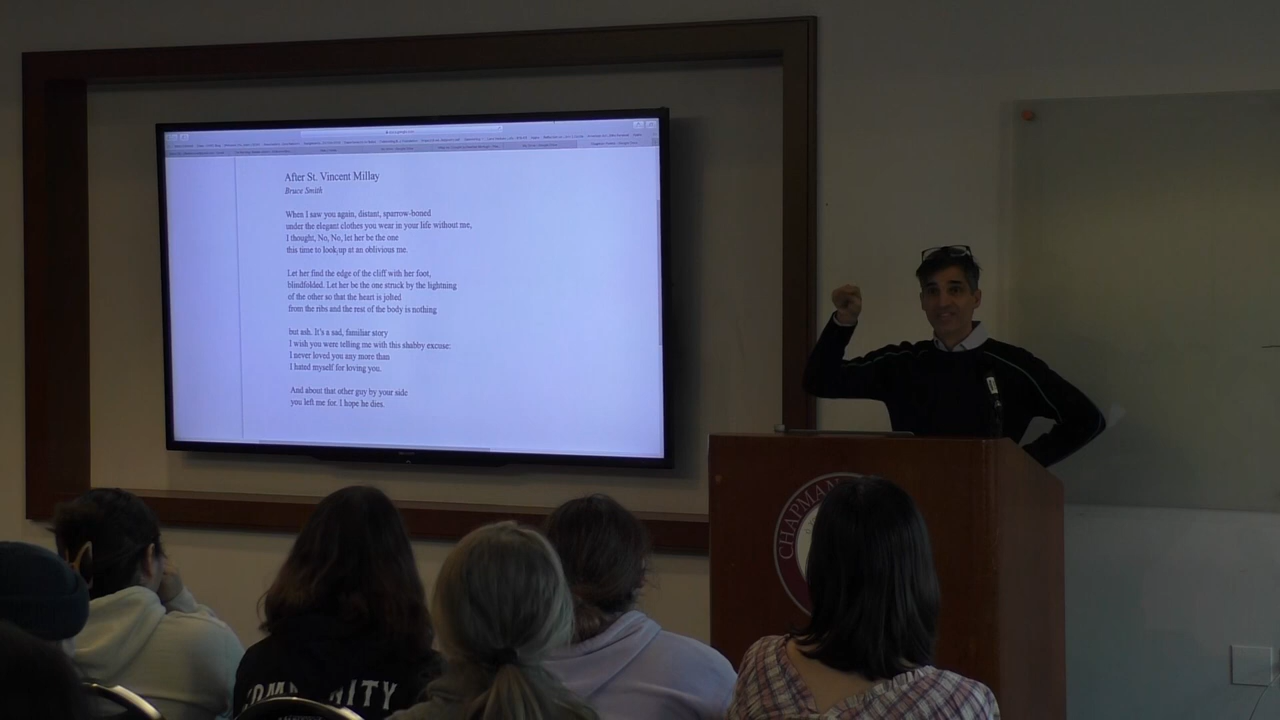 After St. Vincent Millay
Bruce Smith
When I saw you again, distant, sparrow-boned
under the elegant clothes you wear in your life without me,
I thought, No, No, let her be the one
this time to look up at an oblivious me.
Let her find the edge of the cliff with her foot,
blindfolded. Let her be the one struck by the lightning
of the other so that the heart is jolted
from the ribs and the rest of the body is nothing
but ash. It's a sad, familiar story
I wish you were telling me with this shabby excuse:
I never loved you any more than
I hated myself for loving you.
And about that other guy by your side
you left me for. I hope he dies.
CHAPMAN